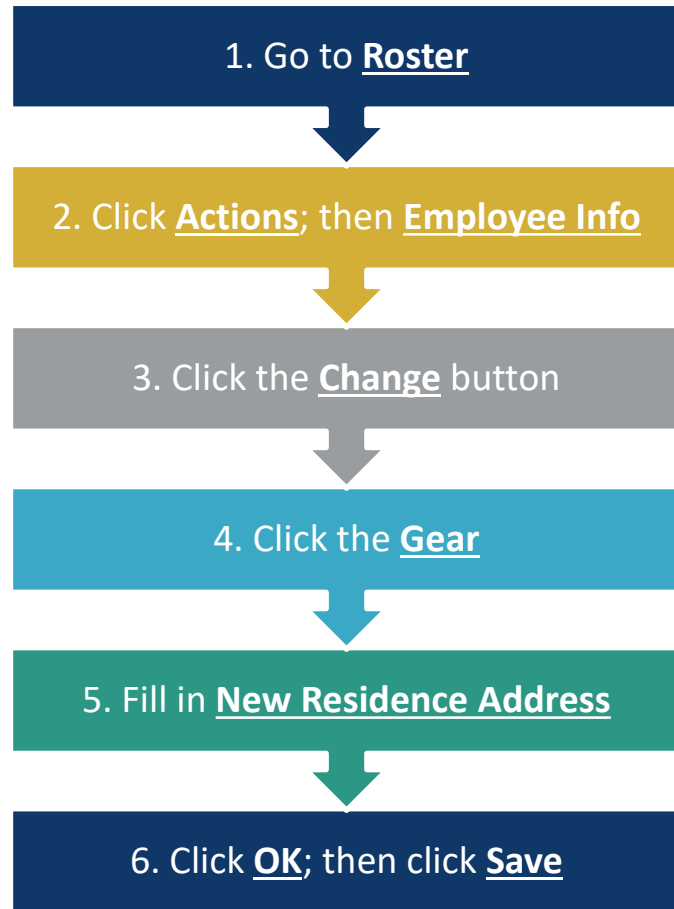 1. Go to Roster
2. Click Actions; then Employee Info
3. Click the Change button
4. Click the Gear
5. Fill in New Residence Address
6. Click OK; then click Save